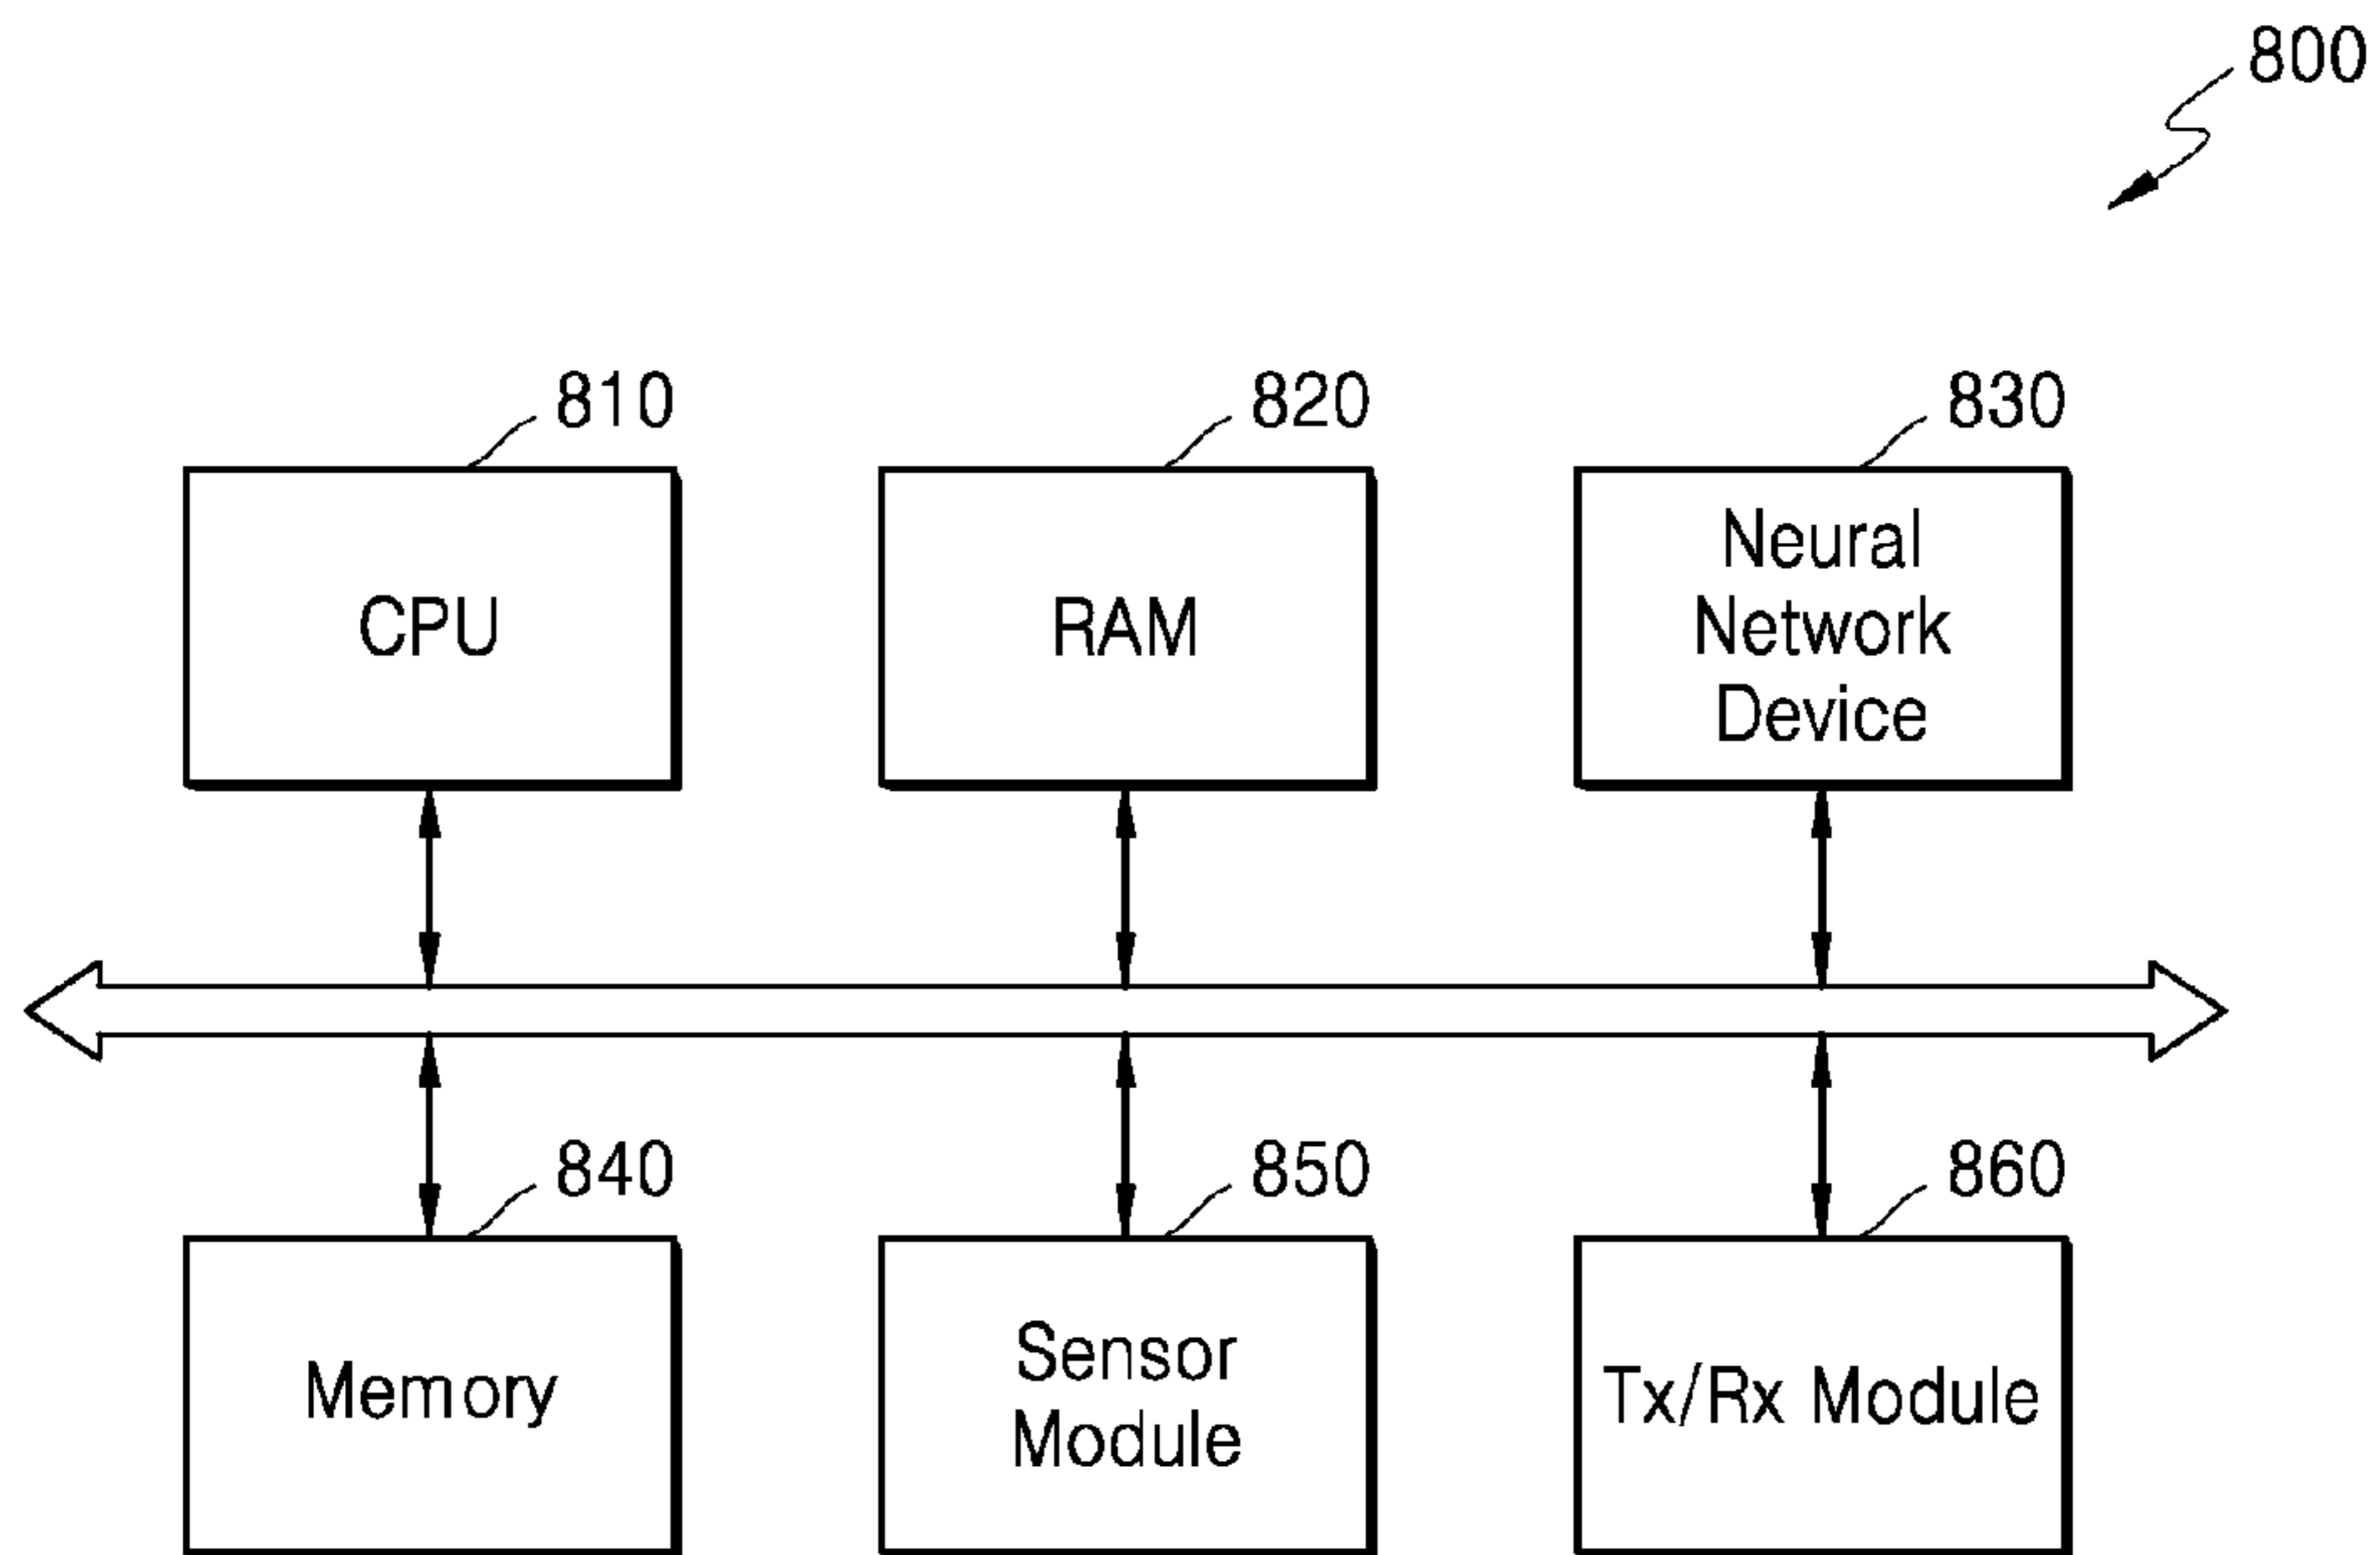 800
810
820
830
CPU
RAM
Neural
Network
Device
840
850
860
Memory
Sensor
Module
Tx/Rx Module